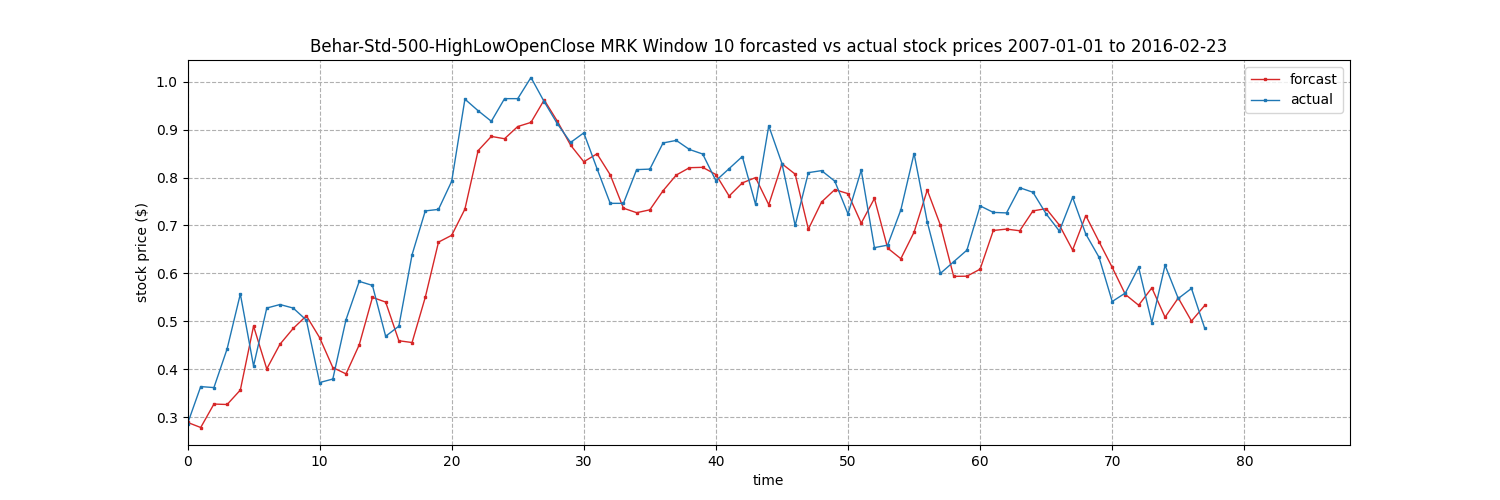 Behar-Std-500-HighLowOpenClose MRK Window 10 forcasted vs actual stock prices 2007-01-01 to 2016-02-23
forcast
actual
1.0
0.9
0.8
0.7
0.6
0.5
0.4
0.3
stock price ($)
0 10 20 30 40 50 60 70 80
time